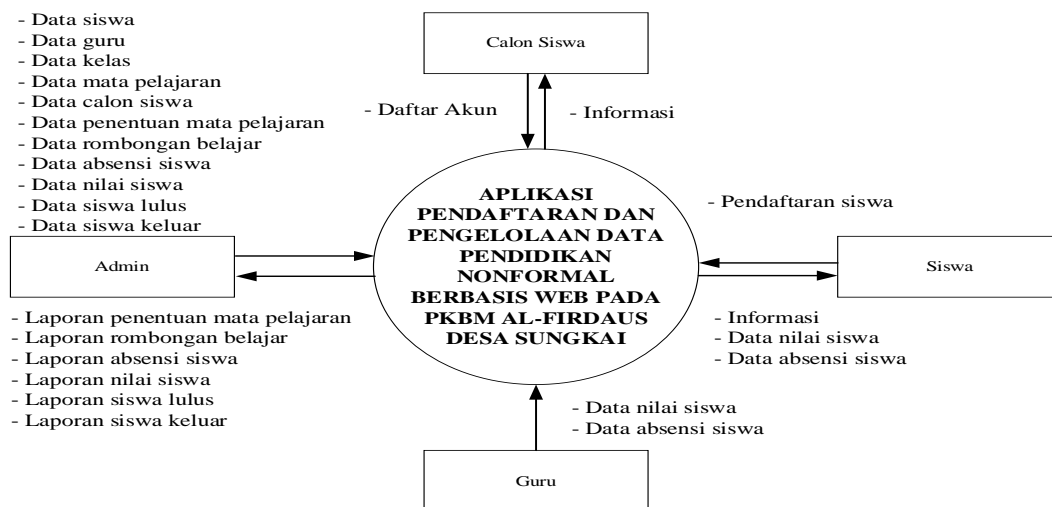 - Data siswa
- Data guru
- Data kelas
- Data mata pelajaran
- Data calon siswa
- Data penentuan mata pelajaran
- Data rombongan belajar
- Data absensi siswa
- Data nilai siswa
- Data siswa lulus
- Data siswa keluar
Calon Siswa
- Daftar Akun
- Informasi
APLIKASI
PENDAFTARAN DAN
PENGELOLAAN DATA
PENDIDIKAN
NONFORMAL
BERBASIS WEB PADA
PKBM AL-FIRDAUS
DESA SUNGKAI
- Pendaftaran siswa
Admin
Siswa
- Laporan penentuan mata pelajaran
- Laporan rombongan belajar
- Laporan absensi siswa
- Laporan nilai siswa
- Laporan siswa lulus
- Laporan siswa keluar
- Informasi
- Data nilai siswa
- Data absensi siswa
- Data nilai siswa
- Data absensi siswa
Guru